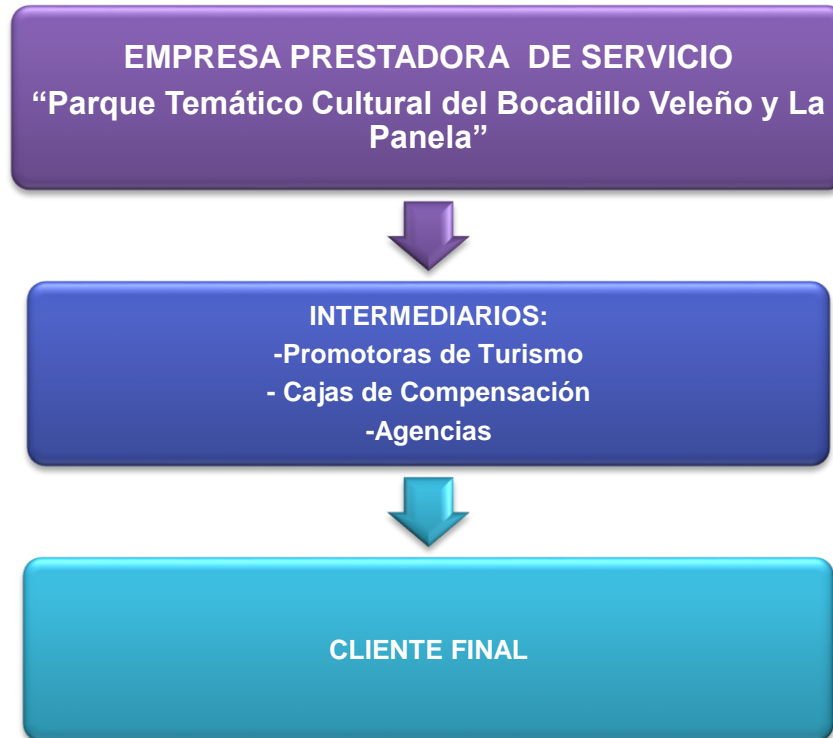 EMPRESA PRESTADORA DE SERVICIO
“Parque Temático Cultural del Bocadillo Veleño y La
Panela”
INTERMEDIARIOS:
-Promotoras de Turismo
- Cajas de Compensación
-Agencias
CLIENTE FINAL